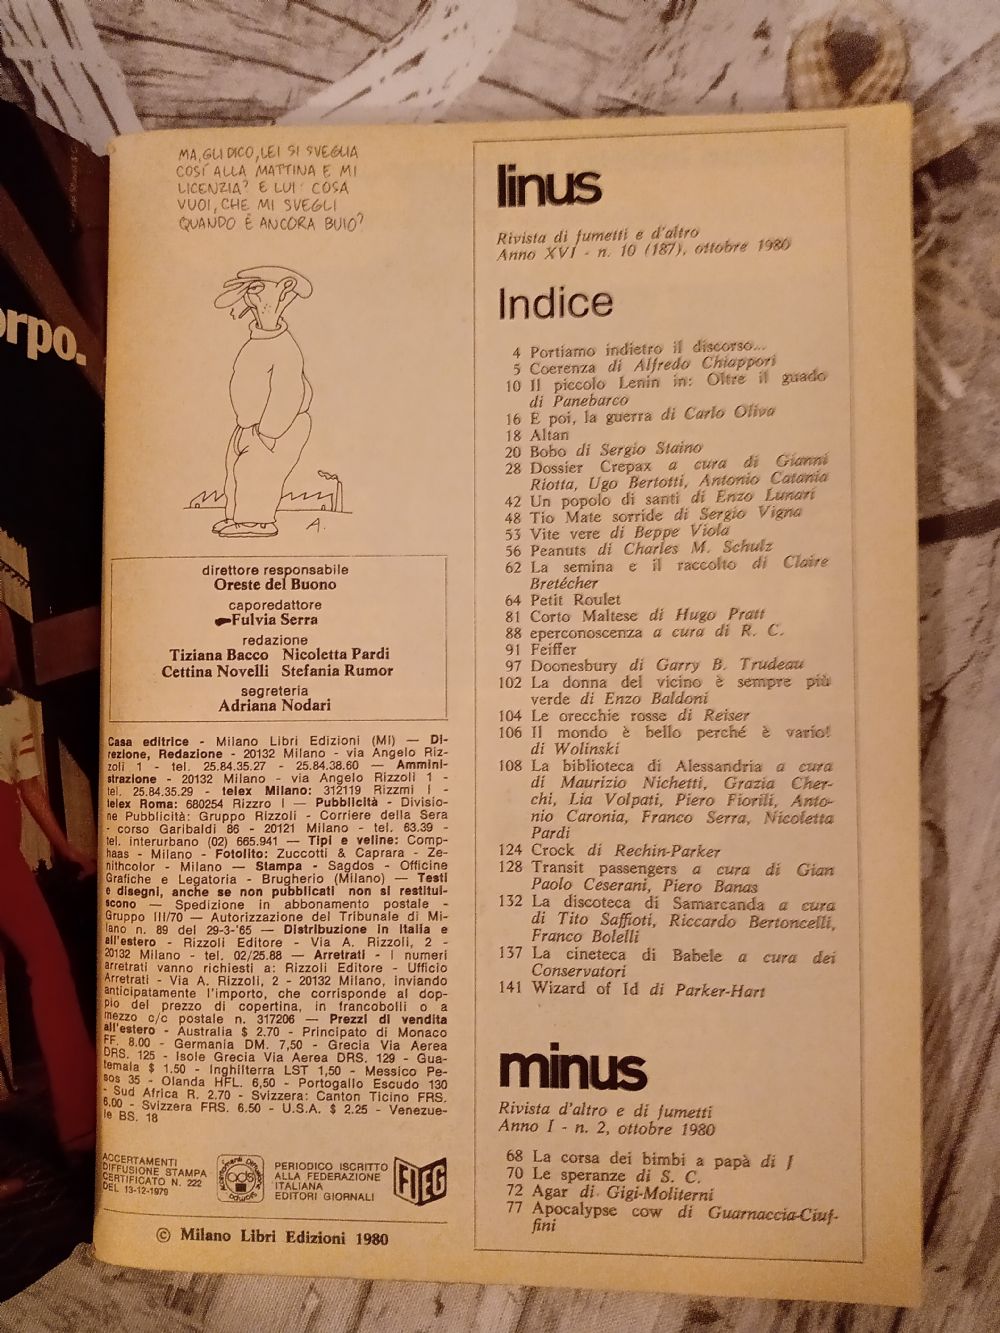 orpo.
MA, GLI DICO, LEI SI SVEGLIA
COSÍ ALLA MATTINA E MI
LICENZIA? E LUI: COSA
VUOI, CHE MI SVEGLI
QUANDO È ANCORA BUIO?
A.
direttore responsabile
Oreste del Buono
caporedattore
Fulvia Serra
redazione
Tiziana Bacco Nicoletta Pardi
Cettina Novelli Stefania Rumor
segreteria
Adriana Nodari
Casa editrice - Milano Libri Edizioni (MI) — Di-
rezione, Redazione - 20132 Milano - via Angelo Riz-
zoli 1 - tel. 25.84.35.27 - 25.84.38.60 — Ammini-
strazione - 20132 Milano - via Angelo Rizzoli 1 -
tel. 25.84.35.29 - telex Milano: 312119 Rizzmi I -
telex Roma: 680254 Rizzro I — Pubblicità - Divisio-
ne Pubblicità: Gruppo Rizzoli - Corriere della Sera
- corso Garibaldi 86 - 20121 Milano - tel. 63.39 -
tel. interurbano (02) 665.941 — Tipi e veline: Comp-
haas - Milano - Fotolito: Zuccotti & Caprara - Ze-
nithcolor - Milano — Stampa - Sagdos - Officine
Grafiche e Legatoria - Brugherio (Milano) — Testi
e disegni, anche se non pubblicati non si restitui-
scono — Spedizione in abbonamento postale -
Gruppo III/70 — Autorizzazione del Tribunale di Mi-
lano n. 89 del 29-3-'65 — Distribuzione in Italia e
all'estero - Rizzoli Editore - Via A. Rizzoli, 2 -
20132 Milano - tel. 02/25.88 — Arretrati - I numeri
arretrati vanno richiesti a: Rizzoli Editore - Ufficio
Arretrati - Via A. Rizzoli, 2 - 20132 Milano, inviando
anticipatamente l'importo, che corrisponde al dop-
pio del prezzo di copertina, in francobolli o a
mezzo c/c postale n. 317206 — Prezzi di vendita
all'estero - Australia $ 2.70 - Principato di Monaco
FF. 8.00 - Germania DM. 7,50 - Grecia Via Aerea
DRS. 125 - Isole Grecia Via Aerea DRS. 129 - Gua-
temala $ 1.50 - Inghilterra LST 1,50 - Messico Pe-
sos 35 - Olanda HFL. 6,50 - Portogallo Escudo 130
- Sud Africa R. 2.70 - Svizzera: Canton Ticino FRS.
6.00 - Svizzera FRS. 6.50 - U.S.A. $ 2.25 - Venezue-
le BS. 18
ACCERTAMENTI
DIFFUSIONE STAMPA
CERTIFICATO N. 222
DEL 13-12-1979
ads
PERIODICO ISCRITTO
ALLA FEDERAZIONE
ITALIANA
EDITORI GIORNALI
FIEG
© Milano Libri Edizioni 1980
linus
Rivista di fumetti e d'altro
Anno XVI - n. 10 (187), ottobre 1980
Indice
4 Portiamo indietro il discorso...
5 Coerenza di Alfredo Chiappori
10 Il piccolo Lenin in: Oltre il guado
di Panebarco
16 E poi, la guerra di Carlo Oliva
18 Altan
20 Bobo di Sergio Staino
28 Dossier Crepax a cura di Gianni
Riotta, Ugo Bertotti, Antonio Catania
42 Un popolo di santi di Enzo Lunari
48 Tio Mate sorride di Sergio Vigna
53 Vite vere di Beppe Viola
56 Peanuts di Charles M. Schulz
62 La semina e il raccolto di Claire
Bretécher
64 Petit Roulet
81 Corto Maltese di Hugo Pratt
88 eperconoscenza a cura di R. C.
91 Feiffer
97 Doonesbury di Garry B. Trudeau
102 La donna del vicino è sempre più
verde di Enzo Baldoni
104 Le orecchie rosse di Reiser
106 Il mondo è bello perché è vario!
di Wolinski
108 La biblioteca di Alessandria a cura
di Maurizio Nichetti, Grazia Cher-
chi, Lia Volpati, Piero Fiorili, Anto-
nio Caronia, Franco Serra, Nicoletta
Pardi
124 Crock di Rechin-Parker
128 Transit passengers a cura di Gian
Paolo Ceserani, Piero Banas
132 La discoteca di Samarcanda a cura
di Tito Saffioti, Riccardo Bertoncelli,
Franco Bolelli
137 La cineteca di Babele a cura dei
Conservatori
141 Wizard of Id di Parker-Hart
minus
Rivista d'altro e di fumetti
Anno I - n. 2, ottobre 1980
68 La corsa dei bimbi a papà di J
70 Le speranze di S. C.
72 Agar di Gigi-Moliterni
77 Apocalypse cow di Guarnaccia-Ciuf-
fini